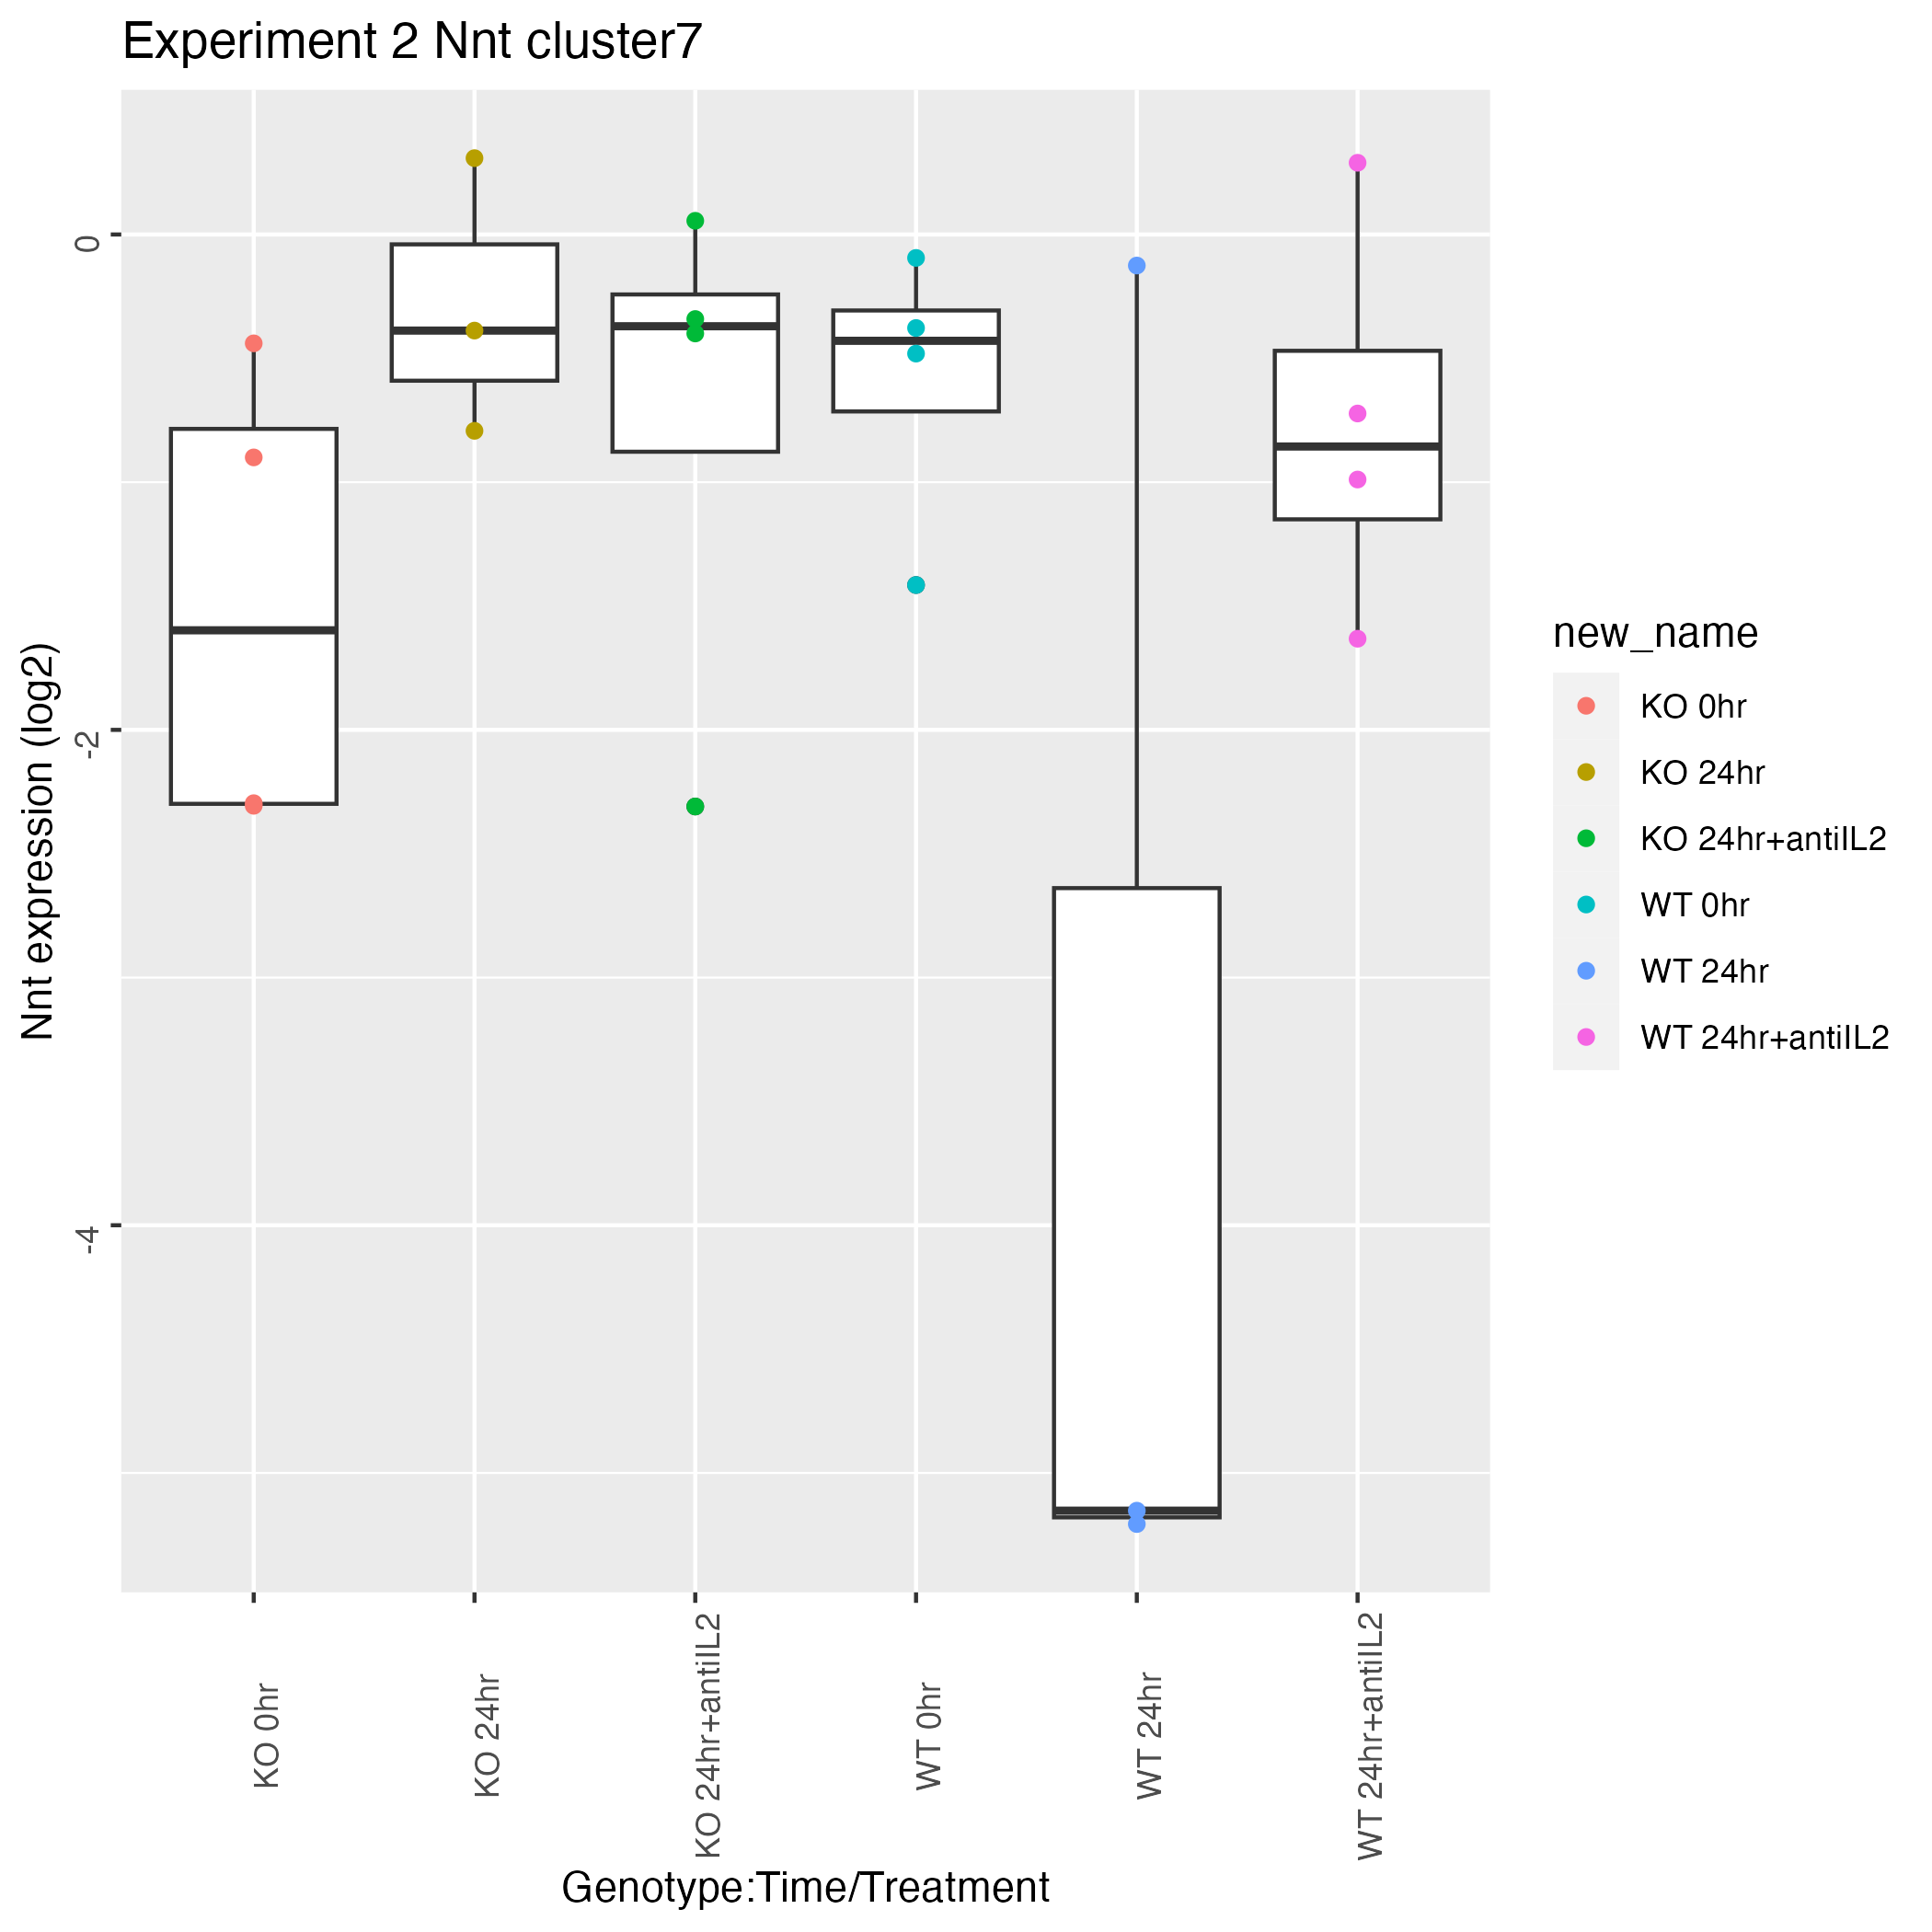 Experiment 2 Nnt cluster7
Nnt expression (log2)
0
-2
-4
KO 0hr
KO 24hr
KO 24hr+antiIL2
WT 0hr
WT 24hr
WT 24hr+antiIL2
Genotype:Time/Treatment
new_name
KO 0hr
KO 24hr
KO 24hr+antiIL2
WT 0hr
WT 24hr
WT 24hr+antiIL2